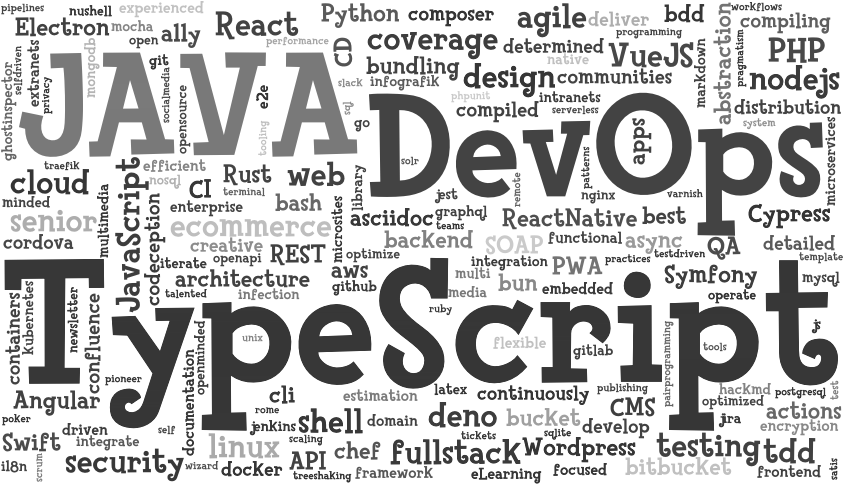 pipelines
nushell
experienced
Python
composer
agile
deliver
bdd
workflows
Electron
mocha
open
ally
React
performance
CD
coverage
determined
programming
native
VueJS
abstraction
compiling
PHP
nodejs
ghostinspector
selfdriven
extranets
privacy
mongodb
git
socialmedia
opensource
e2e
tooling
slack
sql
bundling
infografik
design
communities
markdown
pragmatism
distribution
system
JAVA
go
phpunit
compiled
intranets
serverless
DevOps
apps
solr
microservices
traefik
efficient
nosql
CI
Rust
terminal
web
library
cloud
minded
multimedia
JavaScript
codeception
enterprise
bash
jest
remote
patterns
nginx
varnish
senior
cordova
ecommerce
creative
openapi
REST
microsites
asciidoc
graphql
teams
ReactNative
best
Cypress
optimize
backend
SOAP
functional
async
QA
detailed
template
iterate
architecture
aws
github
integration
PWA
practices
testdriven
Symfony
mysql
talented
infection
multi
media
bun
embedded
operate
TypeScript
containers
kubernetes
newsletter
confluence
unix
ruby
flexible
gitlab
tools
js
pioneer
openminded
documentation
pairprogramming
Angular
cli
estimation
latex
continuously
publishing
hackmd
optimized
postgresql
test
poker
driven
self
rome
jenkins
shell
domain
deno
bucket
CMS
develop
jira
actions
encryption
Swift
integrate
linux
scaling
tickets
sqlite
i18n
scrum
security
wizard
docker
API
treeshaking
chef
framework
fullstack
eLearning
Wordpress
focused
bitbucket
testing
tdd
frontend
satis